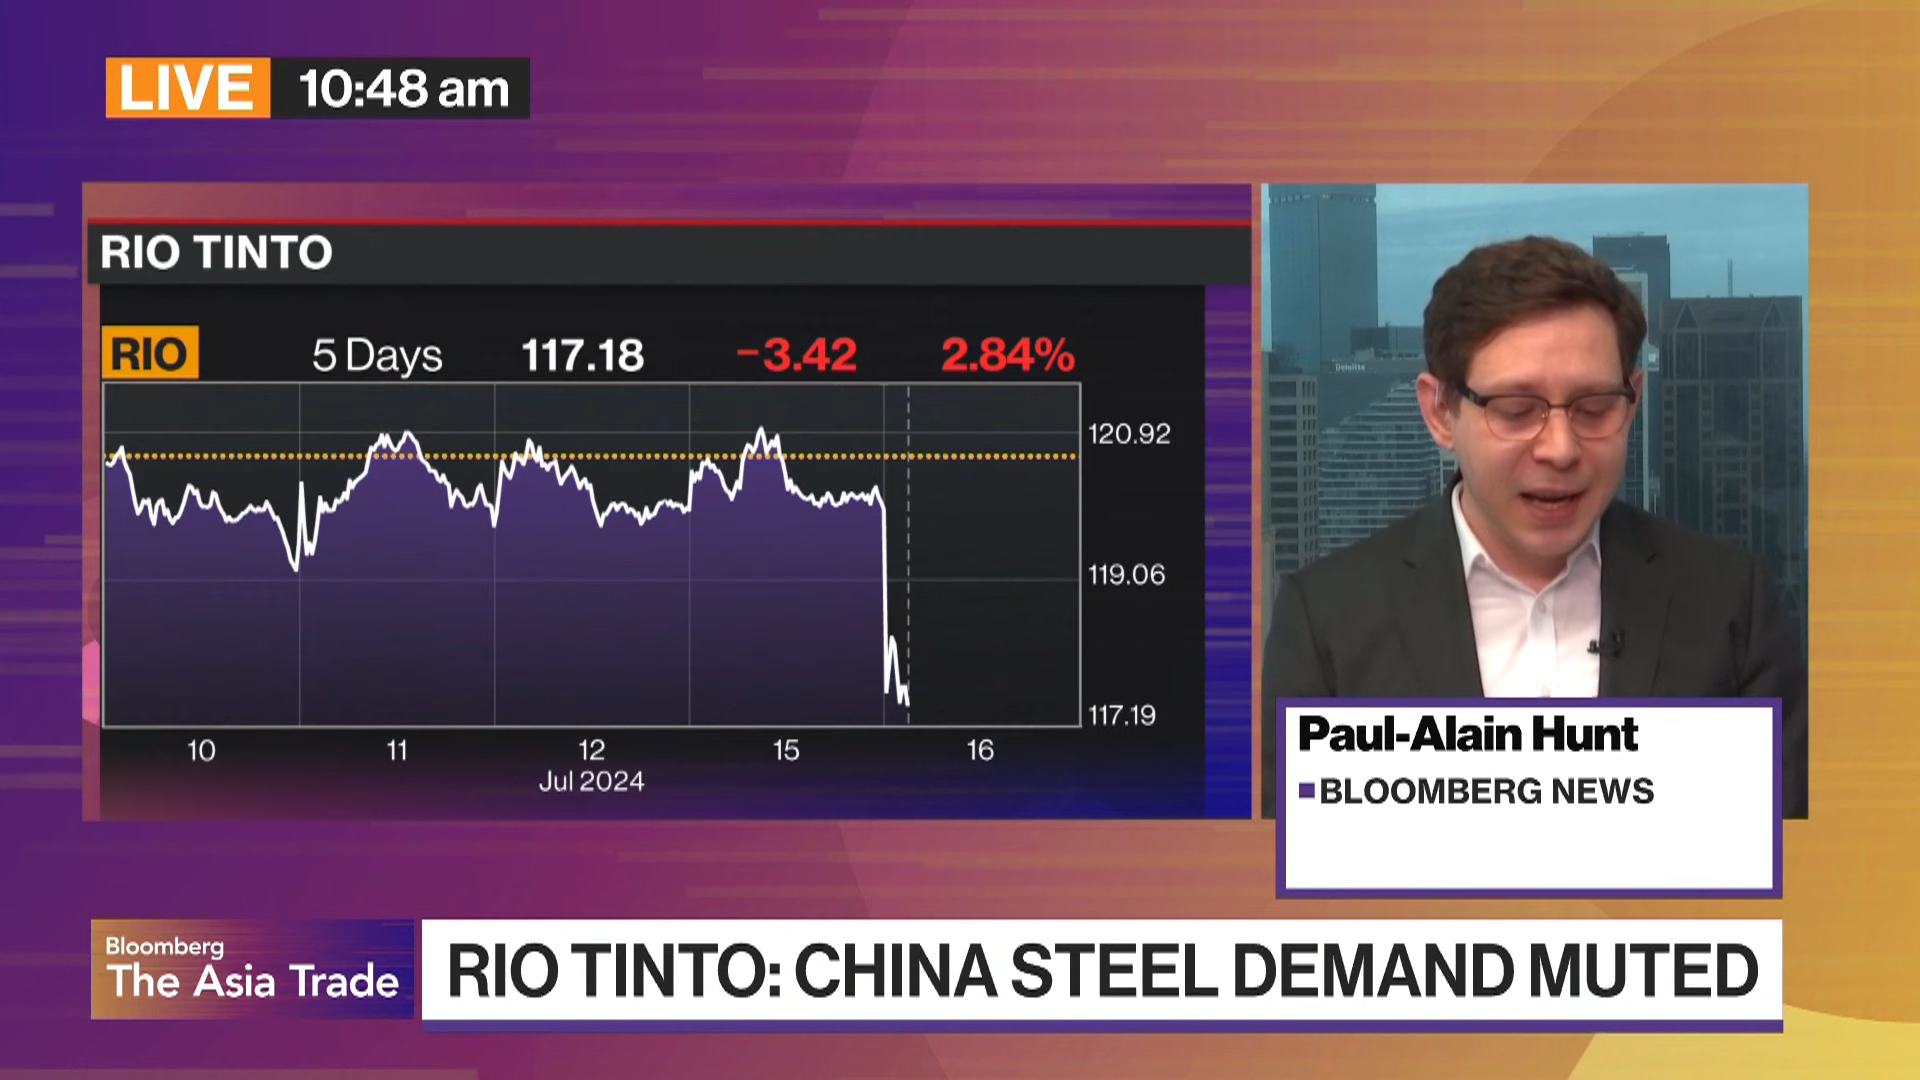 LIVE 10:48 am
RIO TINTO
RIO 5 Days 117.18 -3.42 2.84%
120.92
119.06
117.19
10 11 12 15 16
Jul 2024
Deloitte
Paul-Alain Hunt
BLOOMBERG NEWS
Bloomberg
The Asia Trade
RIO TINTO: CHINA STEEL DEMAND MUTED